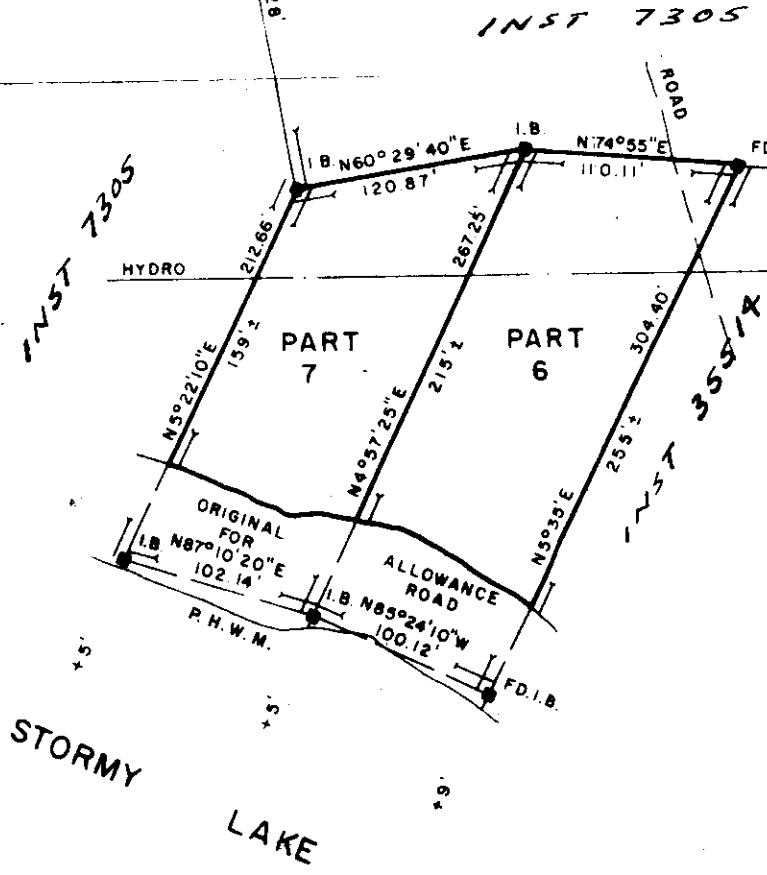 INST 7305
8'
ROAD
I.B.
N 74°55"E
FD
110.11'
I B. N60°29'40"E
120.87'
INST 7305
212.66'
267.25'
HYDRO
304.40'
PART
7
PART
6
159'±
215'±
255'±
INST 35514
N5°22'10"E
N4°57'25"E
N5°35'E
ORIGINAL
FOR
ALLOWANCE
ROAD
I.B. N87°10'20"E
102.14'
I.B. N85°24'10"W
100.12'
P.H.W.M.
FD.I.B.
+5'
+5'
+9'
STORMY
LAKE